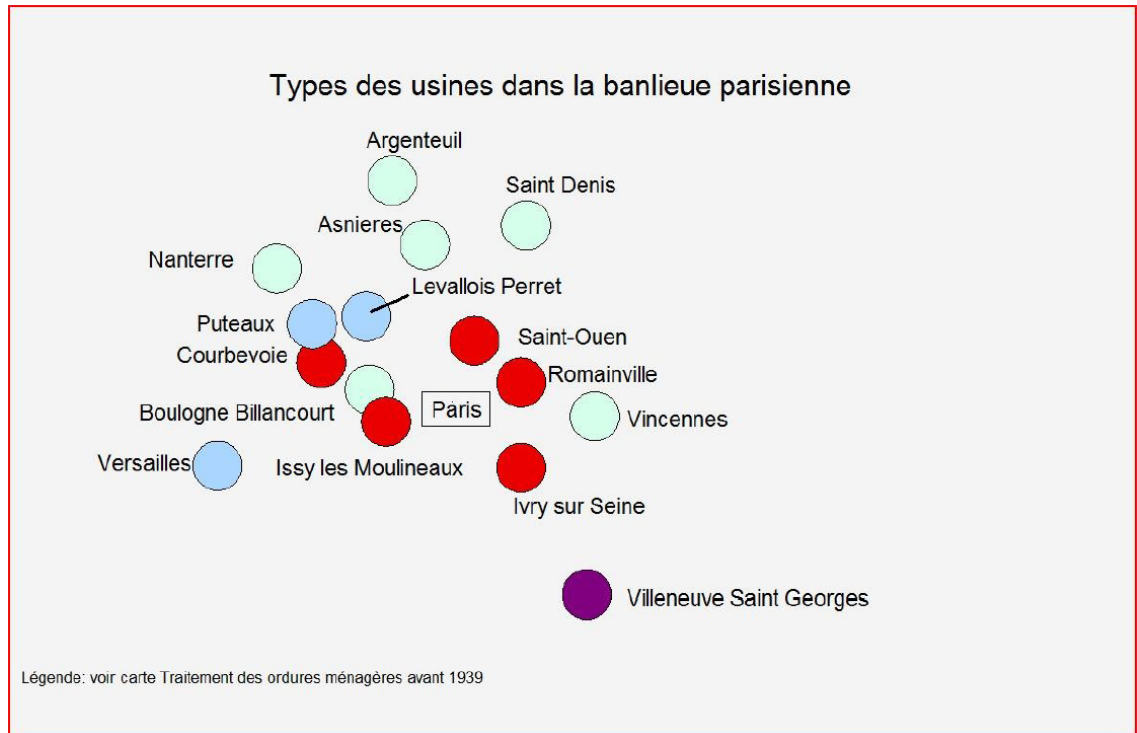 Types des usines dans la banlieue parisienne
Argenteuil
Saint Denis
Asnieres
Nanterre
Levallois Perret
Puteaux
Saint-Ouen
Courbevoie
Romainville
Boulogne Billancourt
Paris
Vincennes
Versailles
Issy les Moulineaux
Ivry sur Seine
Villeneuve Saint Georges
Légende: voir carte Traitement des ordures ménagères avant 1939